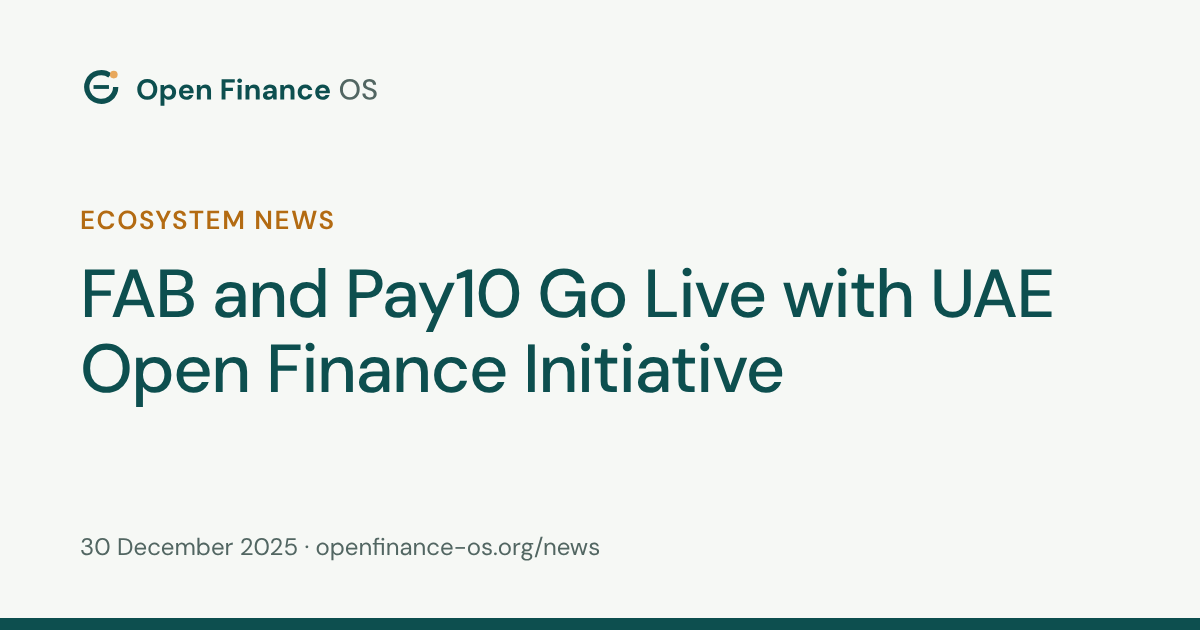 Open Finance OS
ECOSYSTEM NEWS
FAB and Pay10 Go Live with UAE
Open Finance Initiative
30 December 2025 · openfinance-os.org/news